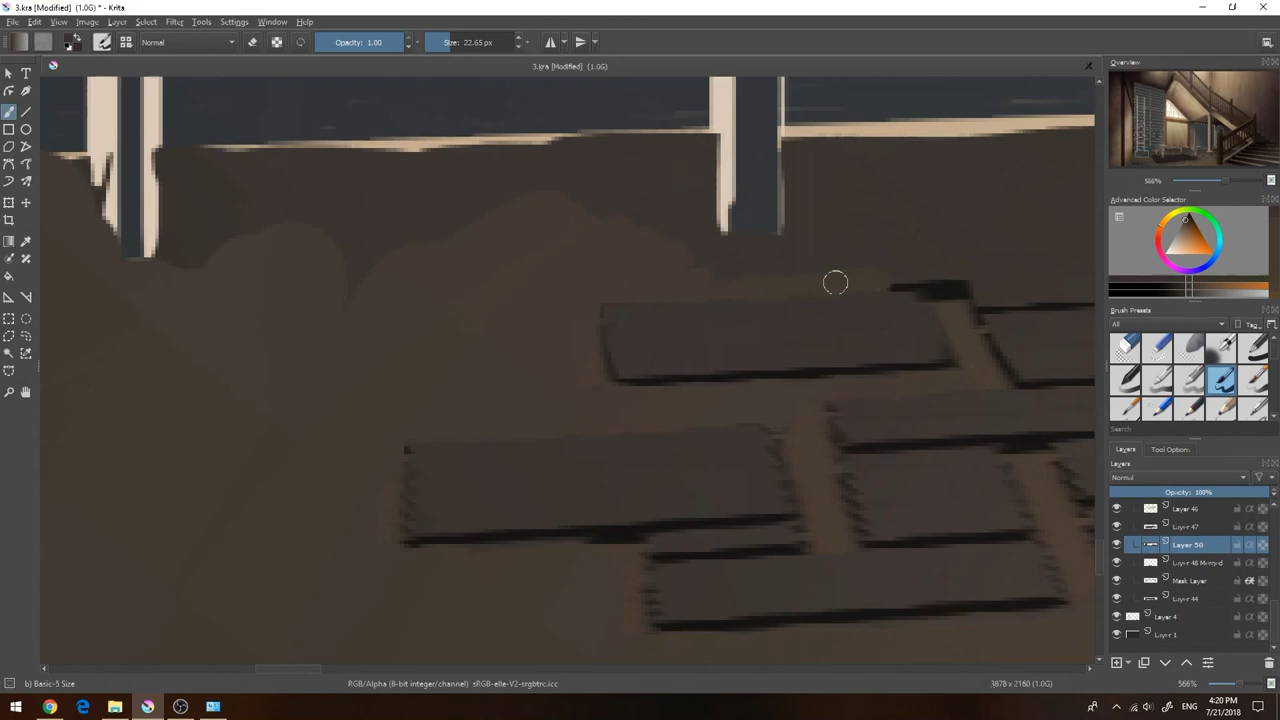 3.kra [Modified]  (1.0G) * - Krita
File Edit View Image Layer Select Filter Tools Settings Window Help
Normal Opacity: 1.00 Size: 22.65 px
3.kra [Modified]  (1.0G)
Overview
566%
Advanced Color Selector
Brush Presets
All Tag
Search
Layers Tool Options
Layers
Normal
Opacity: 100%
Layer 46
Layer 47
Layer 50
Layer 48 Merged
Mask Layer
Layer 44
Layer 4
Layer 1
b) Basic-5 Size RGB/Alpha (8-bit integer/channel)  sRGB-elle-V2-srgbtrc.icc 3878 x 2160 (1.0G) 566%
ENG 4:20 PM
7/21/2018